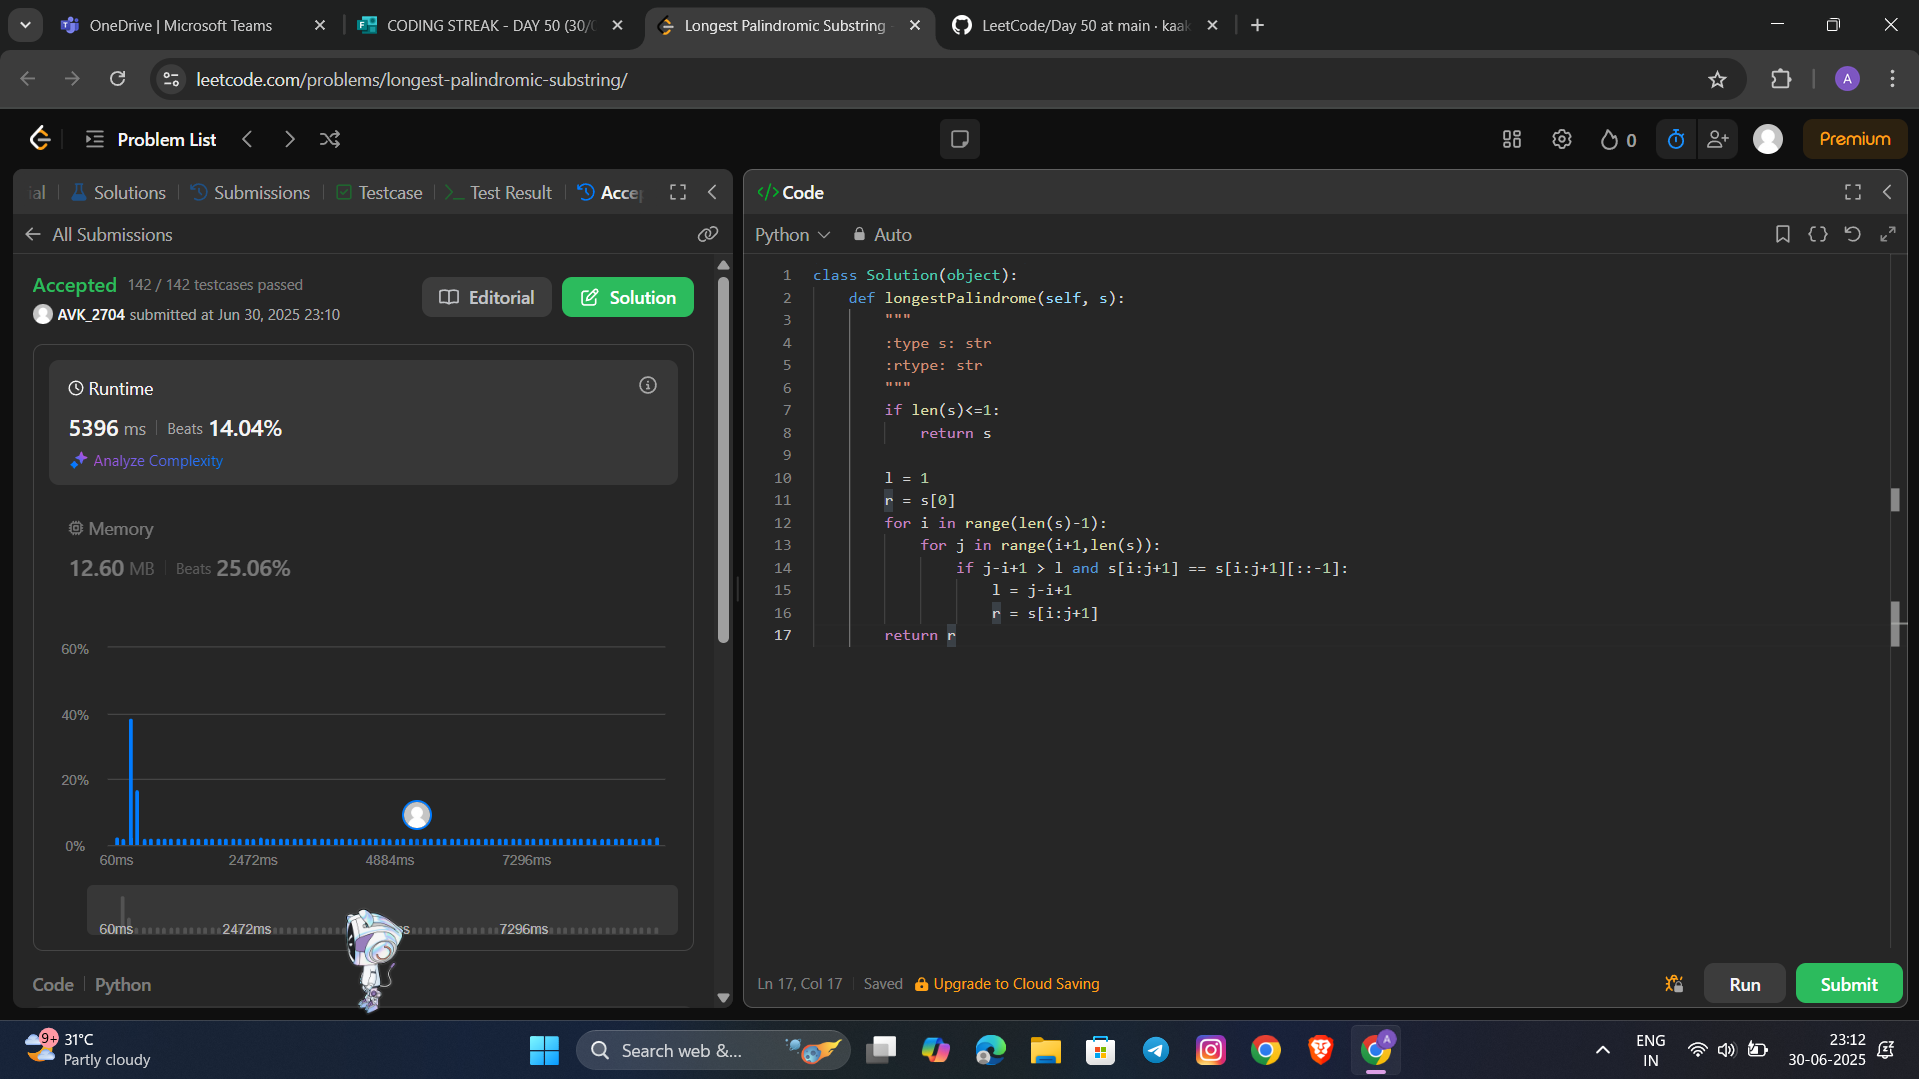 OneDrive | Microsoft Teams
CODING STREAK - DAY 50 (30/
Longest Palindromic Substring
LeetCode/Day 50 at main · kaak
leetcode.com/problems/longest-palindromic-substring/
A
Problem List
0
Premium
ial
Solutions
Submissions
Testcase
Test Result
Acce
All Submissions
Accepted 142 / 142 testcases passed
AVK_2704 submitted at Jun 30, 2025 23:10
Editorial
Solution
Runtime
5396 ms Beats 14.04%
Analyze Complexity
Memory
12.60 MB Beats 25.06%
60%
40%
20%
0%
60ms 2472ms 4884ms 7296ms
60ms 2472ms s 7296ms
Code Python
</> Code
Python Auto
1 class Solution(object):
2 def longestPalindrome(self, s):
3 """
4 :type s: str
5 :rtype: str
6 """
7 if len(s)<=1:
8 return s
9
10 l = 1
11 r = s[0]
12 for i in range(len(s)-1):
13 for j in range(i+1,len(s)):
14 if j-i+1 > l and s[i:j+1] == s[i:j+1][::-1]:
15 l = j-i+1
16 r = s[i:j+1]
17 return r
Ln 17, Col 17 Saved Upgrade to Cloud Saving
Run
Submit
9+
31°C
Partly cloudy
Search web &...
A
ENG
IN
23:12
30-06-2025